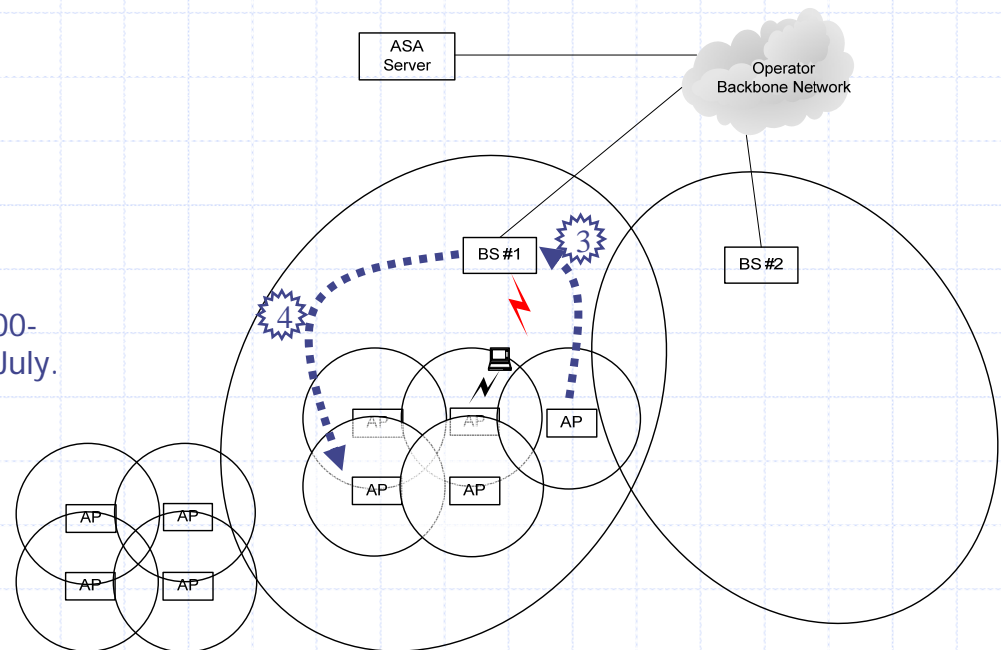 ASA
Server
Operator
Backbone Network
BS #1
3
BS #2
4
00-
July.
AP
AP
AP
AP
AP
AP
AP
AP
AP